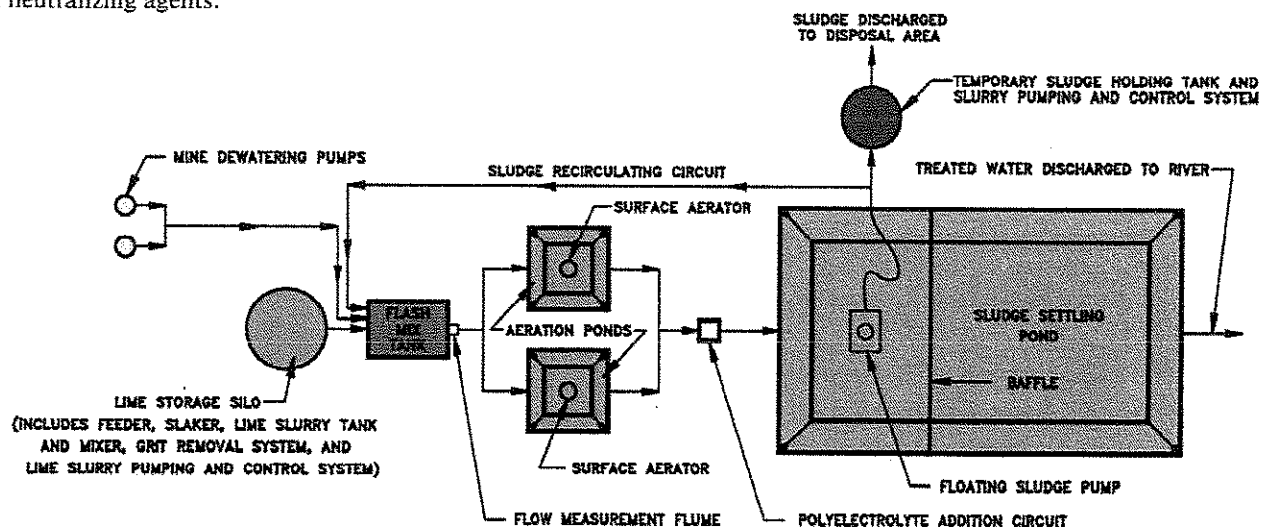 neutralizing agents.
SLUDGE DISCHARGED
TO DISPOSAL AREA
TEMPORARY SLUDGE HOLDING TANK AND
SLURRY PUMPING AND CONTROL SYSTEM
MINE DEWATERING PUMPS
SLUDGE RECIRCULATING CIRCUIT
TREATED WATER DISCHARGED TO RIVER
SURFACE AERATOR
FLASH
MIX
TANK
AERATION PONDS
SLUDGE SETTLING
POND
BAFFLE
LIME STORAGE SILO
(INCLUDES FEEDER, SLAKER, LIME SLURRY TANK
AND MIXER, GRIT REMOVAL SYSTEM, AND
LIME SLURRY PUMPING AND CONTROL SYSTEM)
SURFACE AERATOR
FLOATING SLUDGE PUMP
FLOW MEASUREMENT FLUME
POLYELECTROLYTE ADDITION CIRCUIT